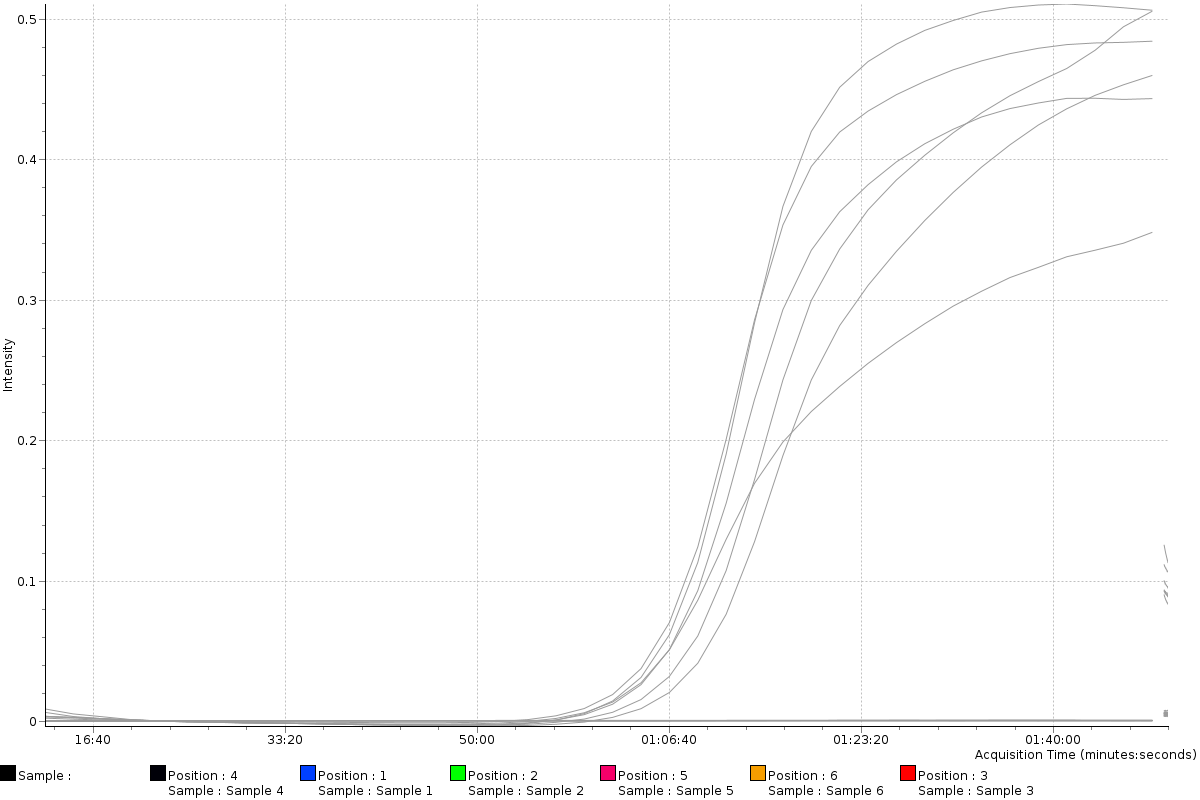 0.5
0.4
0.3
0.2
0.1
0
Intensity
16:40 33:20 50:00 01:06:40 01:23:20 01:40:00
Acquisition Time (minutes:seconds)
Sample :
Position : 4
Sample : Sample 4
Position : 1
Sample : Sample 1
Position : 2
Sample : Sample 2
Position : 5
Sample : Sample 5
Position : 6
Sample : Sample 6
Position : 3
Sample : Sample 3